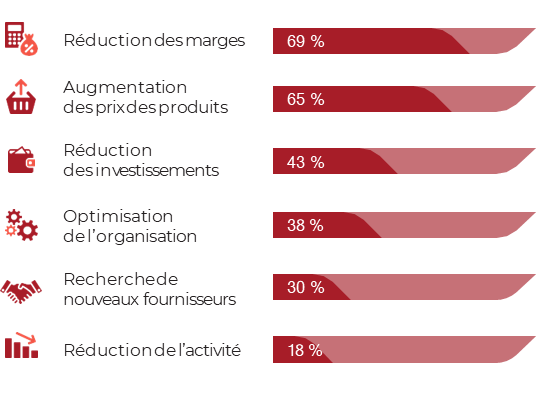 Réduction des marges
69 %
Augmentation
des prix des produits
65 %
Réduction
des investissements
43 %
Optimisation
de l’organisation
38 %
Recherche de
nouveaux fournisseurs
30 %
Réduction de l’activité
18 %